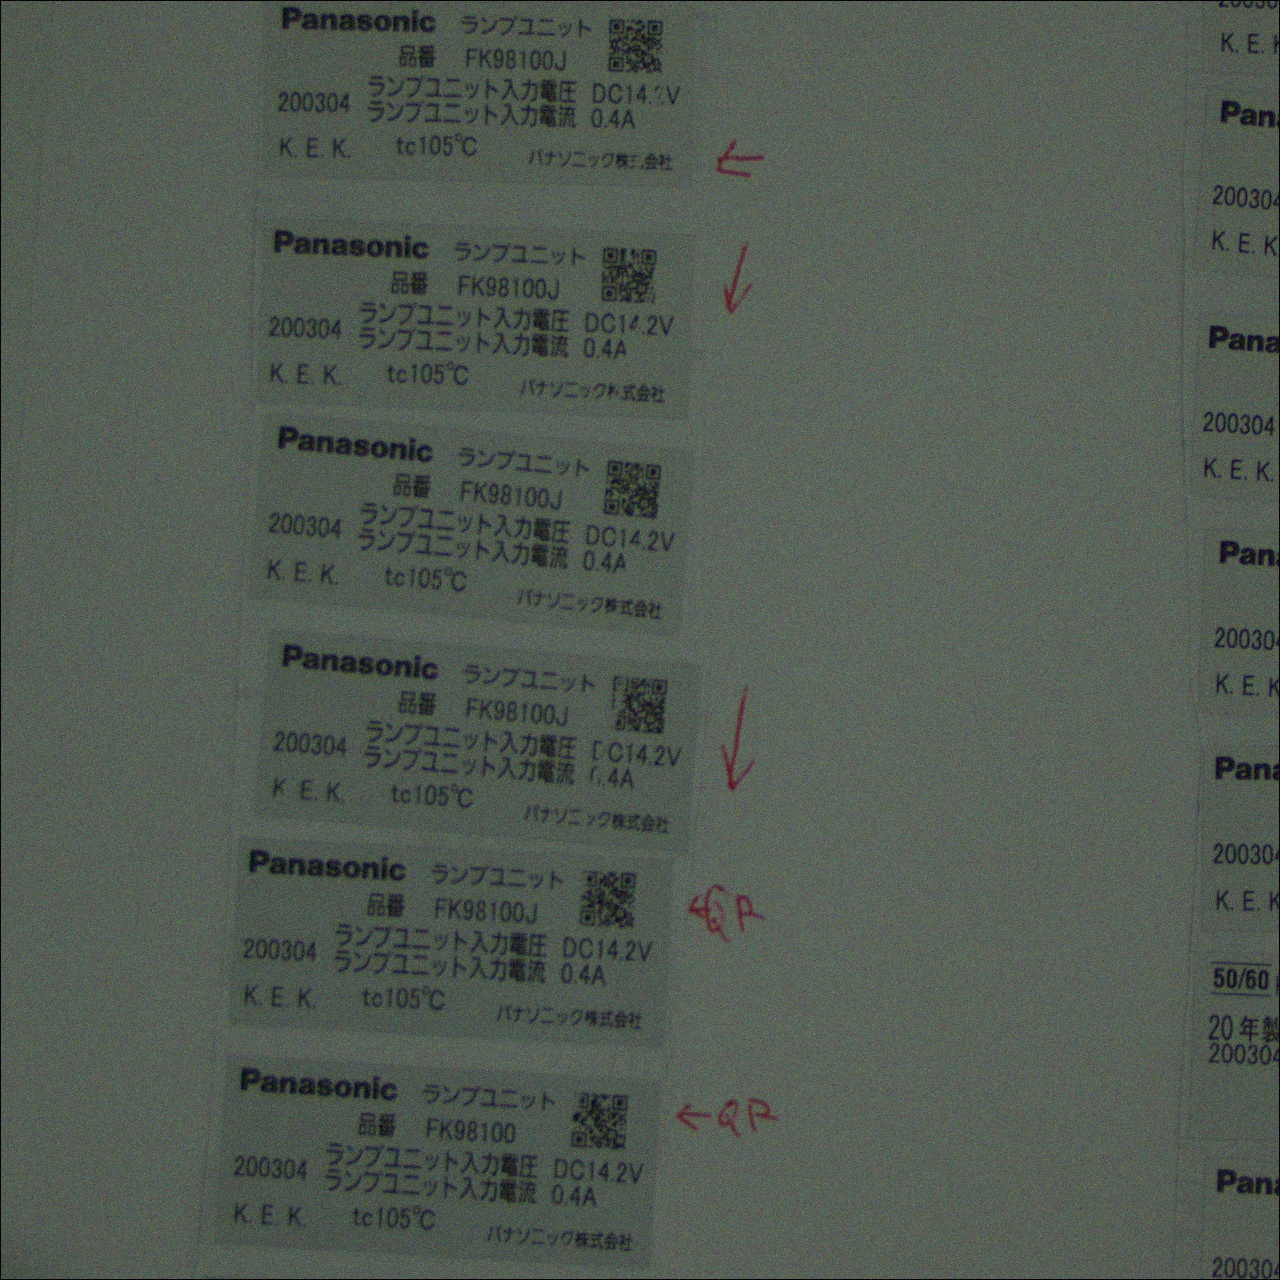 Panasonic ランプユニット
品番 FK98100J
ランプユニット入力電圧 DC14.2V
200304 ランプユニット入力電流 0.4A
K. E. K. tc105℃ パナソニック株式会社
←
Panasonic ランプユニット
品番 FK98100J
ランプユニット入力電圧 DC14.2V
200304 ランプユニット入力電流 0.4A
K. E. K. tc105℃ パナソニック株式会社
↓
Panasonic ランプユニット
品番 FK98100J
ランプユニット入力電圧 DC14.2V
200304 ランプユニット入力電流 0.4A
K. E. K. tc105℃ パナソニック株式会社
Panasonic ランプユニット
品番 FK98100J
ランプユニット入力電圧 DC14.2V
200304 ランプユニット入力電流 0.4A
K E. K. tc105℃ パナソニック株式会社
↓
Panasonic ランプユニット
品番 FK98100J ←QR
ランプユニット入力電圧 DC14.2V
200304 ランプユニット入力電流 0.4A
K. E. K. tc105℃ パナソニック株式会社
Panasonic ランプユニット
品番 FK98100 ←QR
ランプユニット入力電圧 DC14.2V
200304 ランプユニット入力電流 0.4A
K. E. K. tc105℃ パナソニック株式会社
K. E. K
Pan
200304
K. E. K
Pana
200304
K. E. K.
Pan
200304
K. E. K
Pana
200304
K. E. K
50/60
20年製
200304
Pana
200304